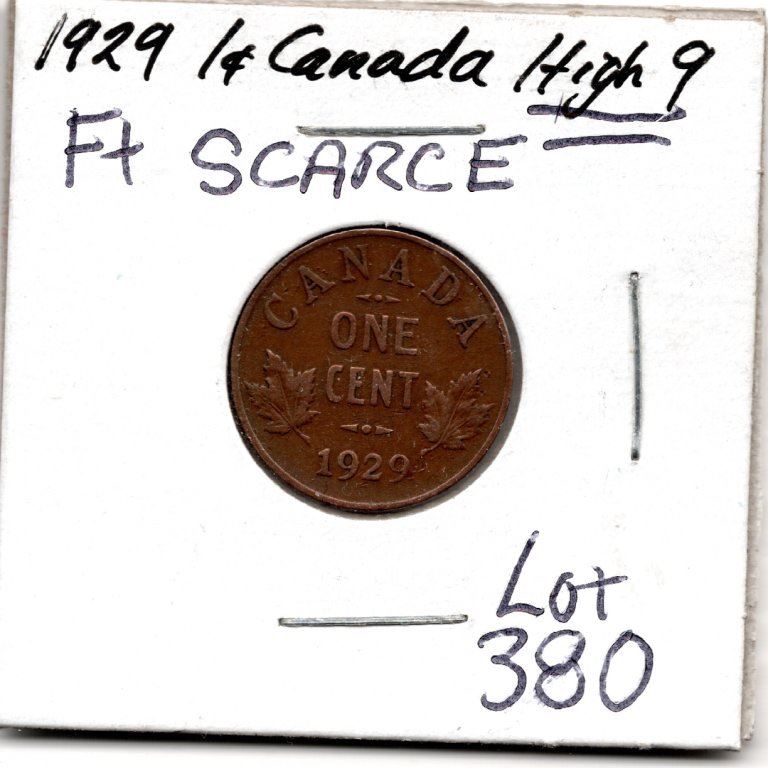 1929 1¢ Canada High 9
F+ SCARCE
CANADA
ONE
CENT
1929
Lot
380